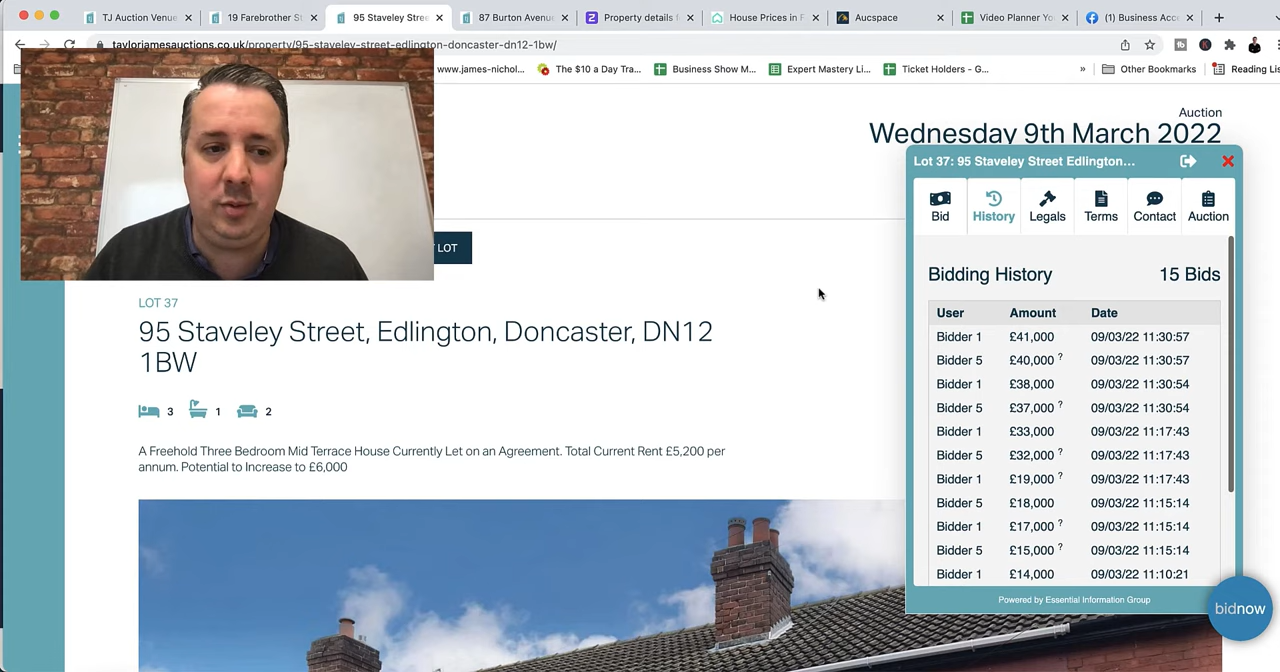 TJ Auction Venue
19 Farebrother St
95 Staveley Stree
87 Burton Avenue
Property details f
House Prices in F
Aucspace
Video Planner Yo
(1) Business Acc
taylorjamesauctions.co.uk/property/95-staveley-street-edlington-doncaster-dn12-1bw/
www.james-nichol...
The $10 a Day Tra...
Business Show M...
Expert Mastery Li...
Ticket Holders - G...
»
Other Bookmarks
Reading Lis
Auction
Wednesday 9th March 2022
LOT
LOT 37
95 Staveley Street, Edlington, Doncaster, DN12
1BW
3 1 2
A Freehold Three Bedroom Mid Terrace House Currently Let on an Agreement. Total Current Rent £5,200 per
annum. Potential to Increase to £6,000
Lot 37: 95 Staveley Street Edlington...
Bid History Legals Terms Contact Auction
Bidding History 15 Bids
User Amount Date
Bidder 1 £41,000 09/03/22 11:30:57
Bidder 5 £40,000 ? 09/03/22 11:30:57
Bidder 1 £38,000 09/03/22 11:30:54
Bidder 5 £37,000 ? 09/03/22 11:30:54
Bidder 1 £33,000 09/03/22 11:17:43
Bidder 5 £32,000 ? 09/03/22 11:17:43
Bidder 1 £19,000 ? 09/03/22 11:17:43
Bidder 5 £18,000 09/03/22 11:15:14
Bidder 1 £17,000 ? 09/03/22 11:15:14
Bidder 5 £15,000 ? 09/03/22 11:15:14
Bidder 1 £14,000 09/03/22 11:10:21
Powered by Essential Information Group
bidnow